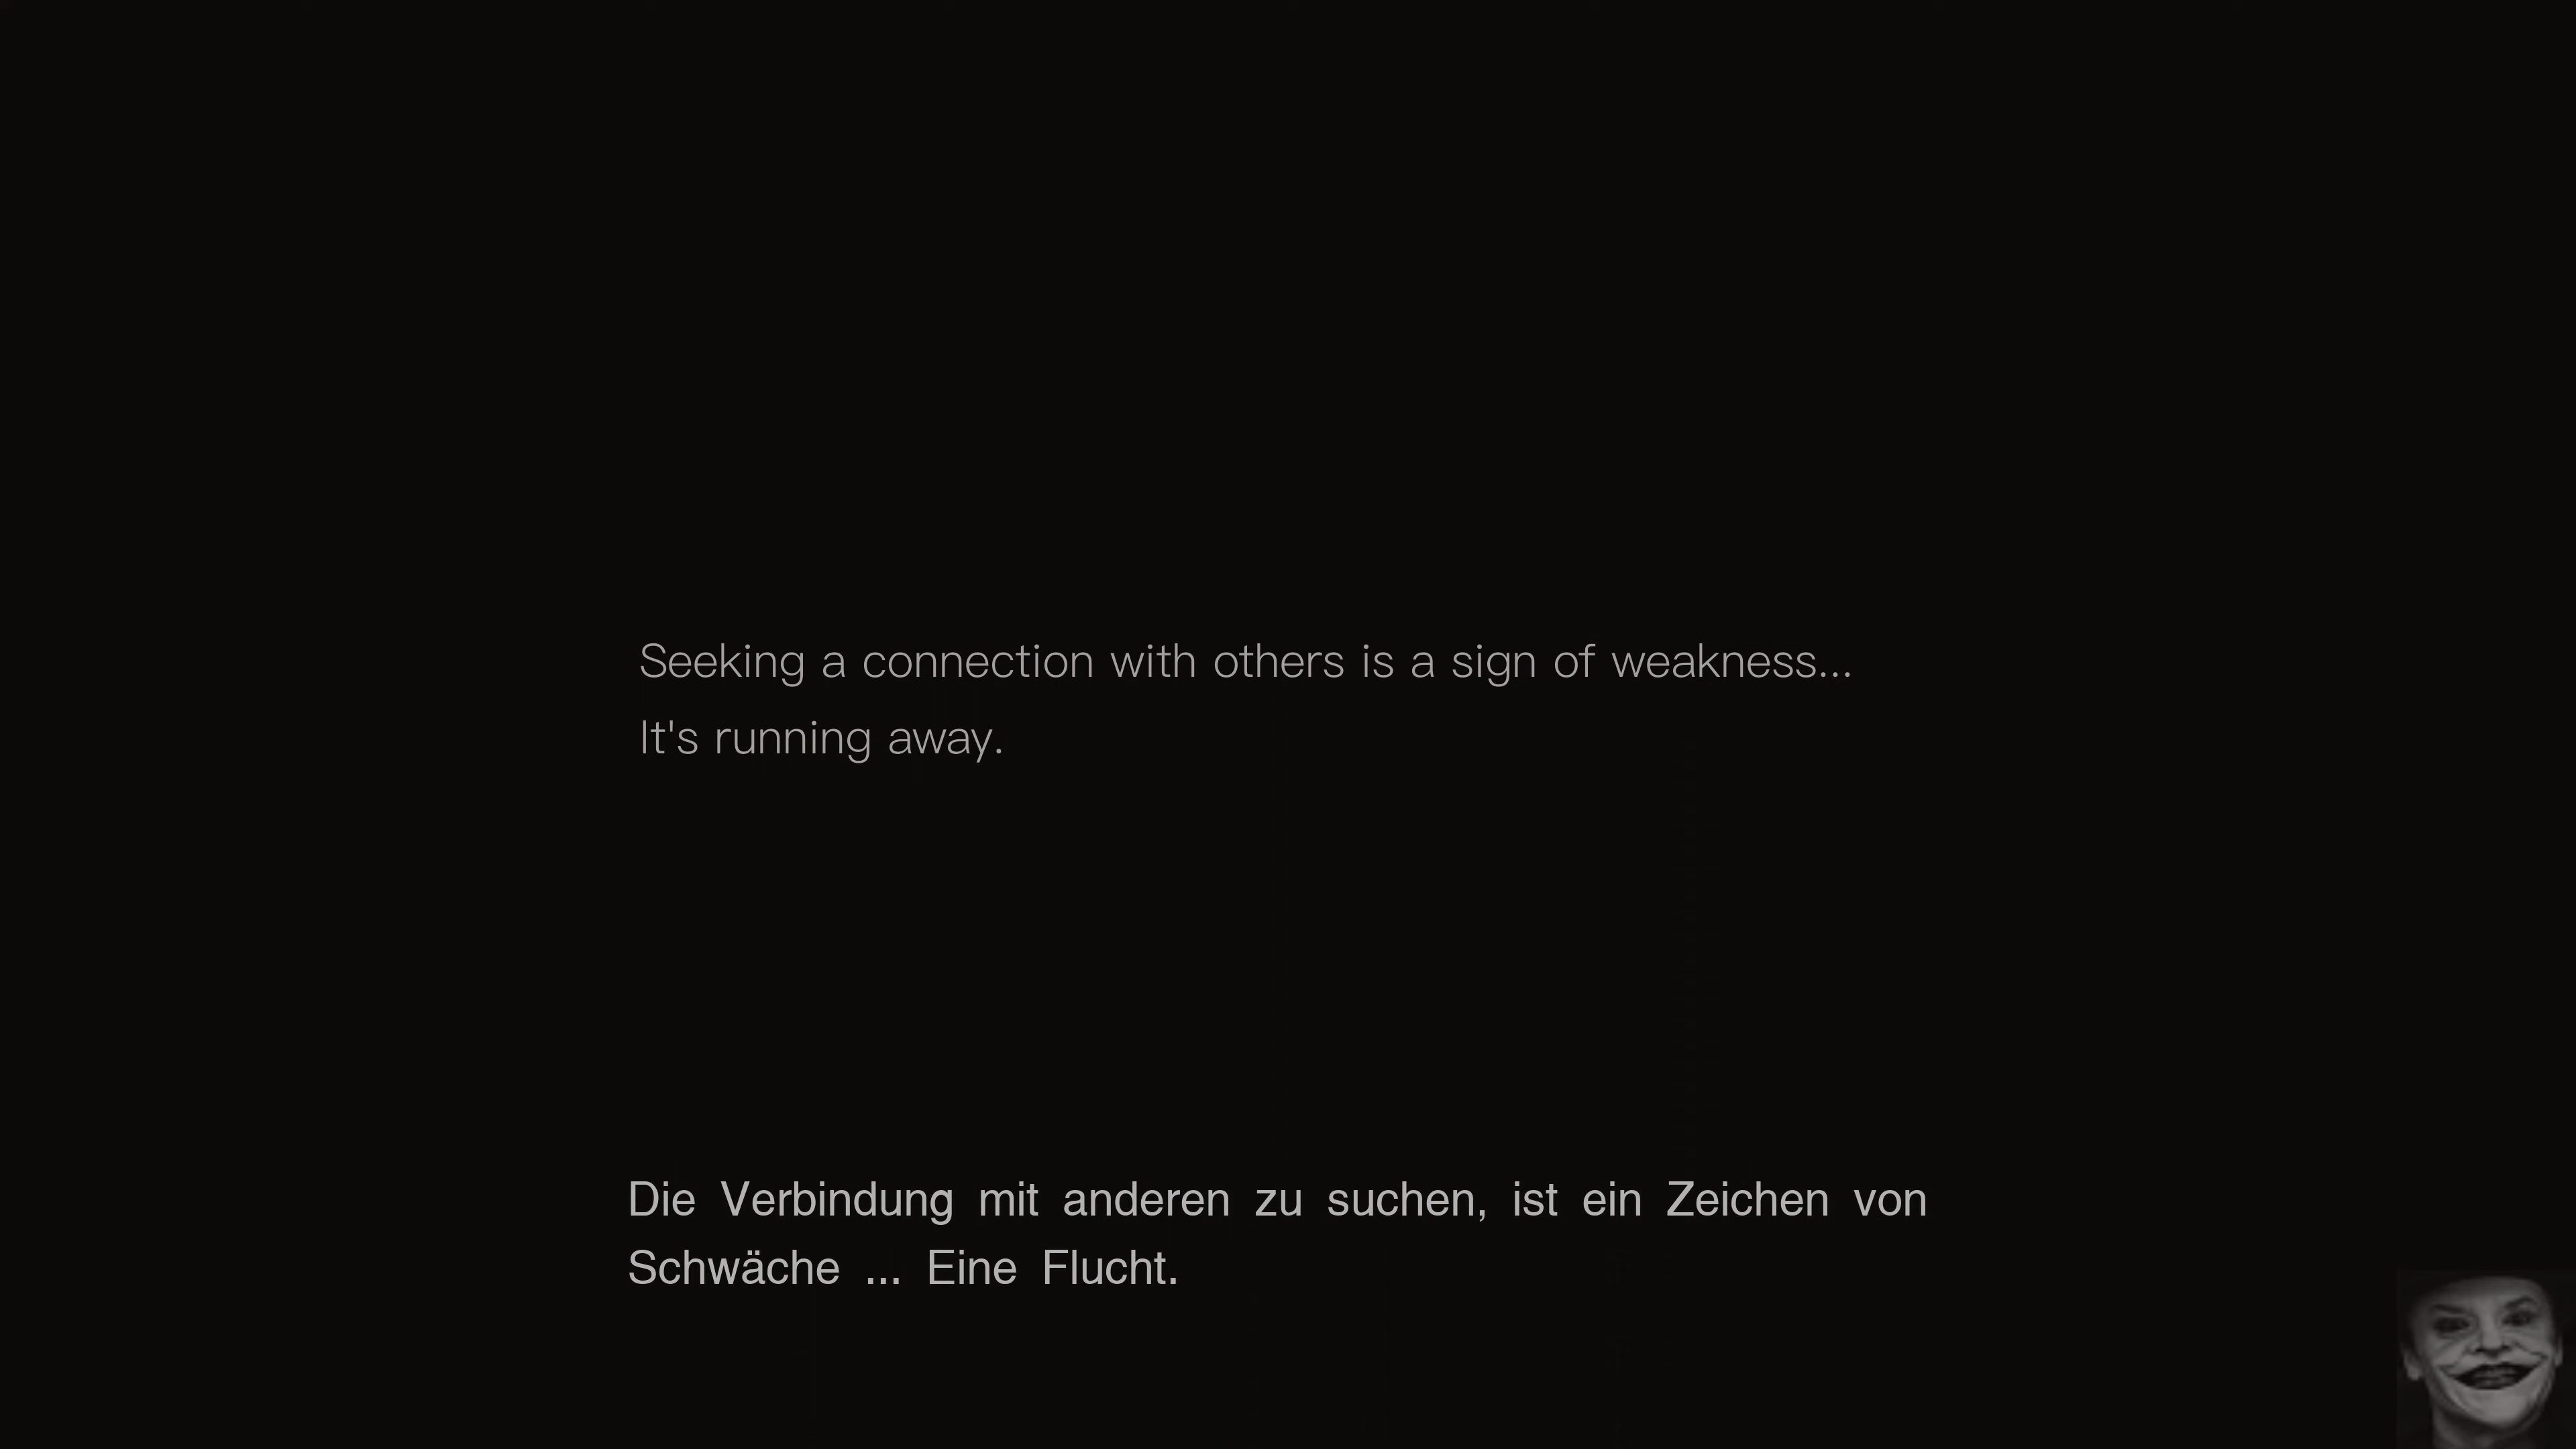 Seeking a connection with others is a sign of weakness...
It's running away.
Die Verbindung mit anderen zu suchen, ist ein Zeichen von
Schwäche ... Eine Flucht.